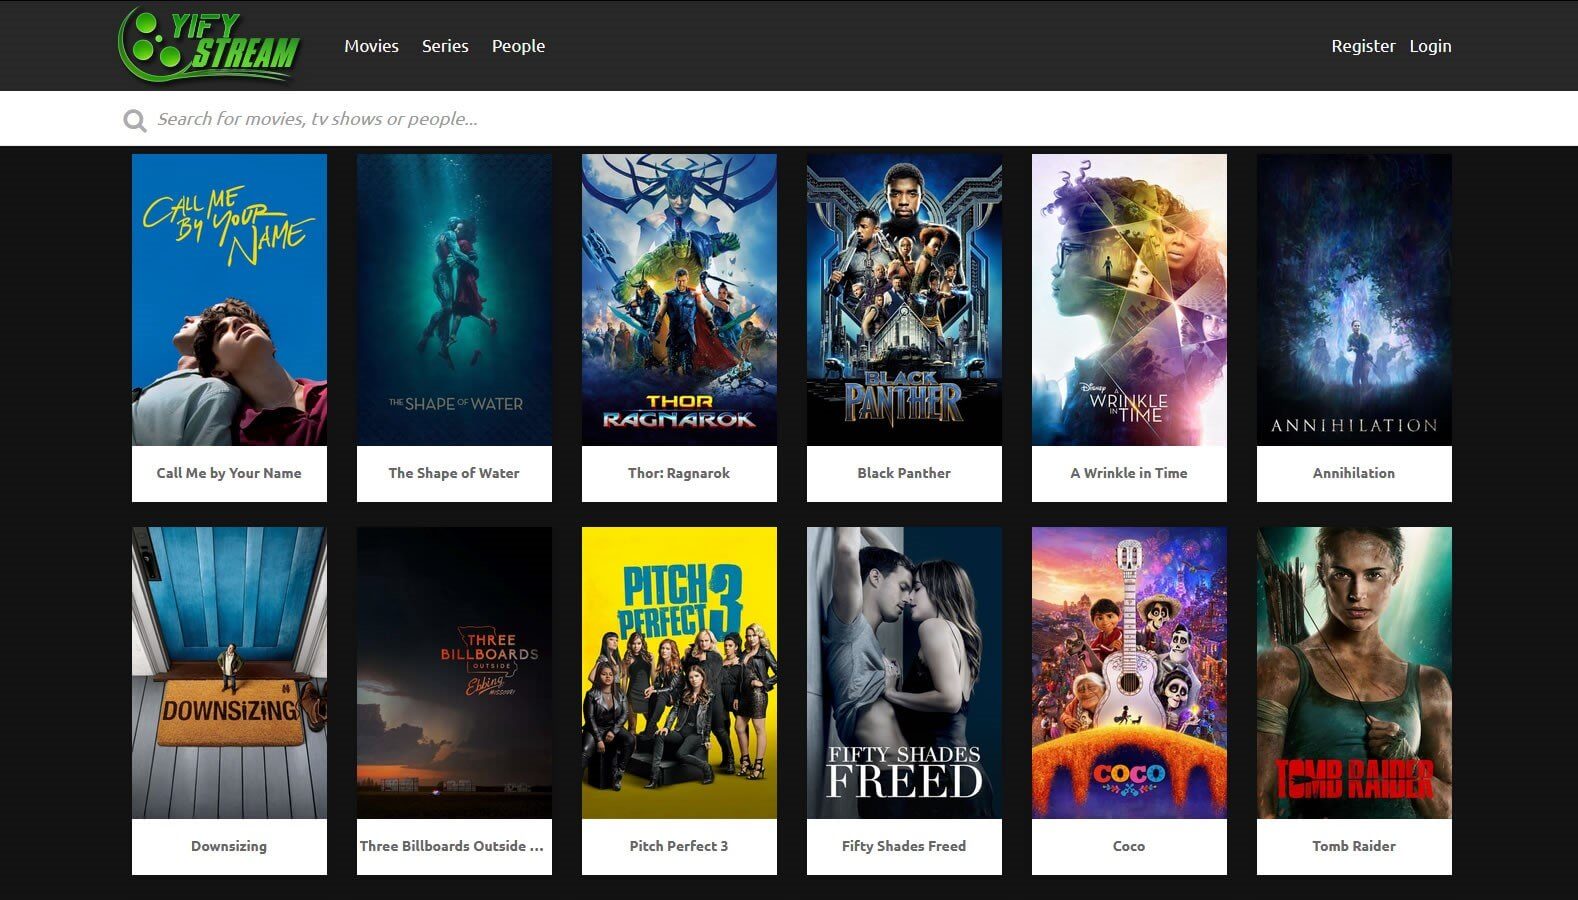 YIFY
STREAM
Movies
Series
People
Register
Login
Search for movies, tv shows or people...
CALL ME
BY YOUR
NAME
THE SHAPE OF WATER
THOR
RAGNAROK
BLACK
PANTHER
Disney
A
WRINKLE
IN TIME
ANNIHILATION
Call Me by Your Name
The Shape of Water
Thor: Ragnarok
Black Panther
A Wrinkle in Time
Annihilation
DOWNSIZING
THREE
BILLBOARDS
OUTSIDE
Ebbing
MISSOURI
PITCH
PERFECT 3
FIFTY SHADES
FREED
COCO
TOMB RAIDER
Downsizing
Three Billboards Outside ...
Pitch Perfect 3
Fifty Shades Freed
Coco
Tomb Raider